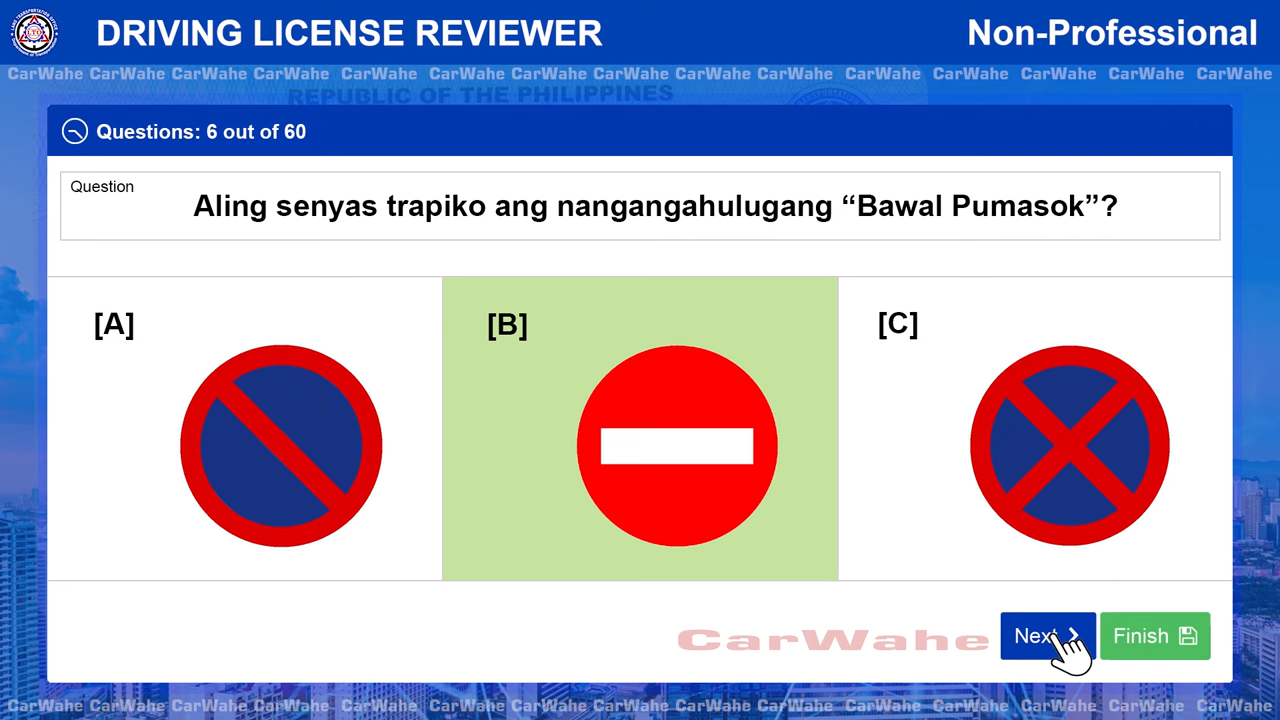 DRIVING LICENSE REVIEWER
Non-Professional
CarWahe CarWahe CarWahe CarWahe CarWahe CarWahe CarWahe CarWahe CarWahe CarWahe CarWahe CarWahe CarWahe CarWahe CarWahe
REPUBLIC OF THE PHILIPPINES
Questions: 6 out of 60
Question
Aling senyas trapiko ang nangangahulugang “Bawal Pumasok”?
[A]
[B]
[C]
CarWahe
Next
Finish
CarWahe CarWahe CarWahe CarWahe CarWahe CarWahe CarWahe CarWahe CarWahe CarWahe CarWahe CarWahe CarWahe CarWahe CarWahe